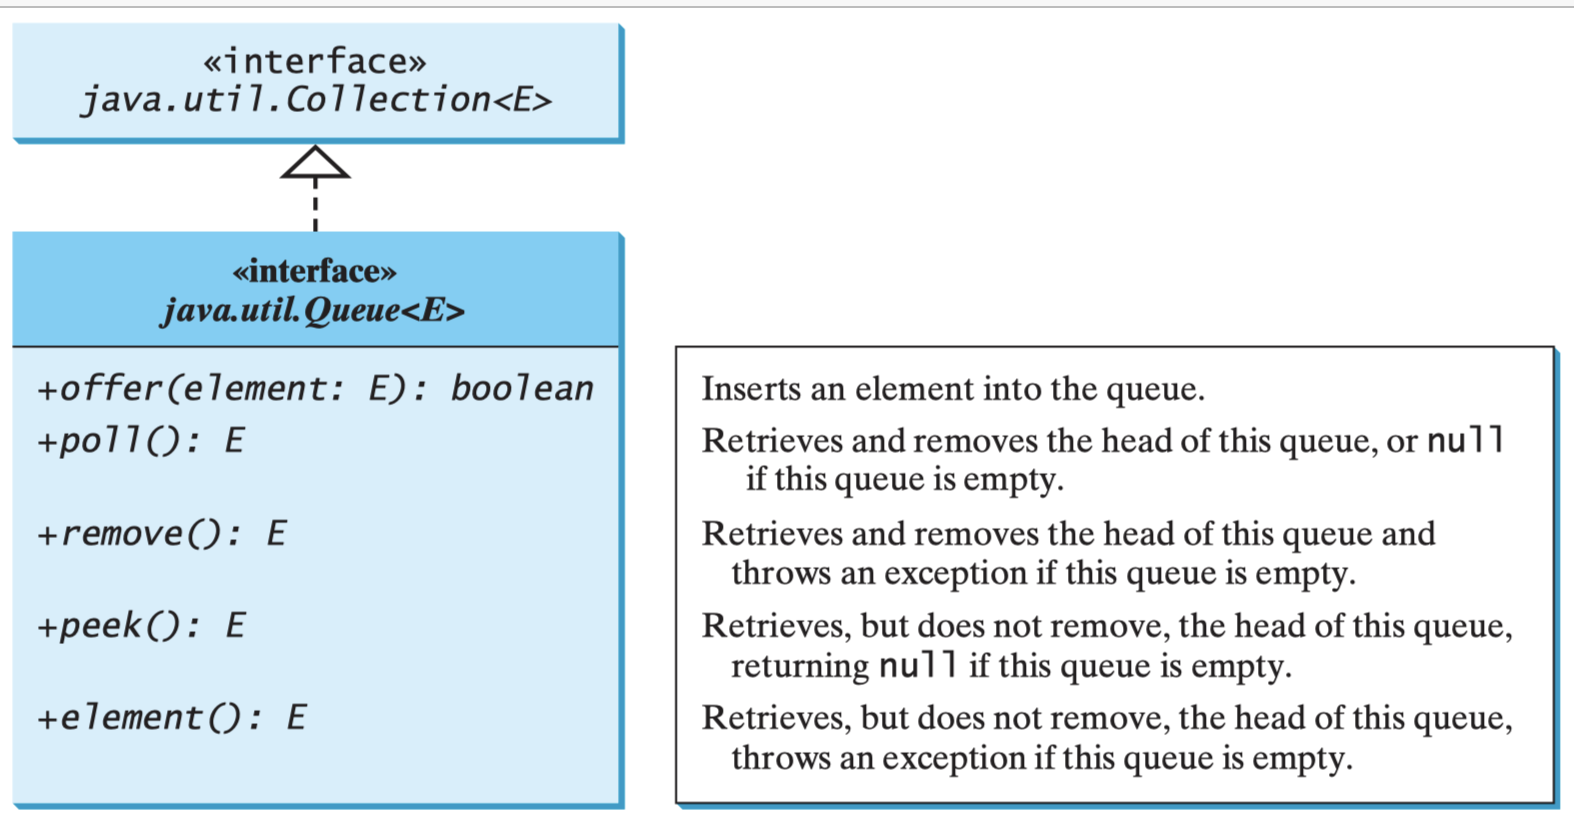 «interface»
java.util.Collection<E>
«interface»
java.util.Queue<E>
+offer(element: E): boolean
Inserts an element into the queue.
+poll(): E
Retrieves and removes the head of this queue, or null
if this queue is empty.
+remove(): E
Retrieves and removes the head of this queue and
throws an exception if this queue is empty.
+peek(): E
Retrieves, but does not remove, the head of this queue,
returning null if this queue is empty.
+element(): E
Retrieves, but does not remove, the head of this queue,
throws an exception if this queue is empty.